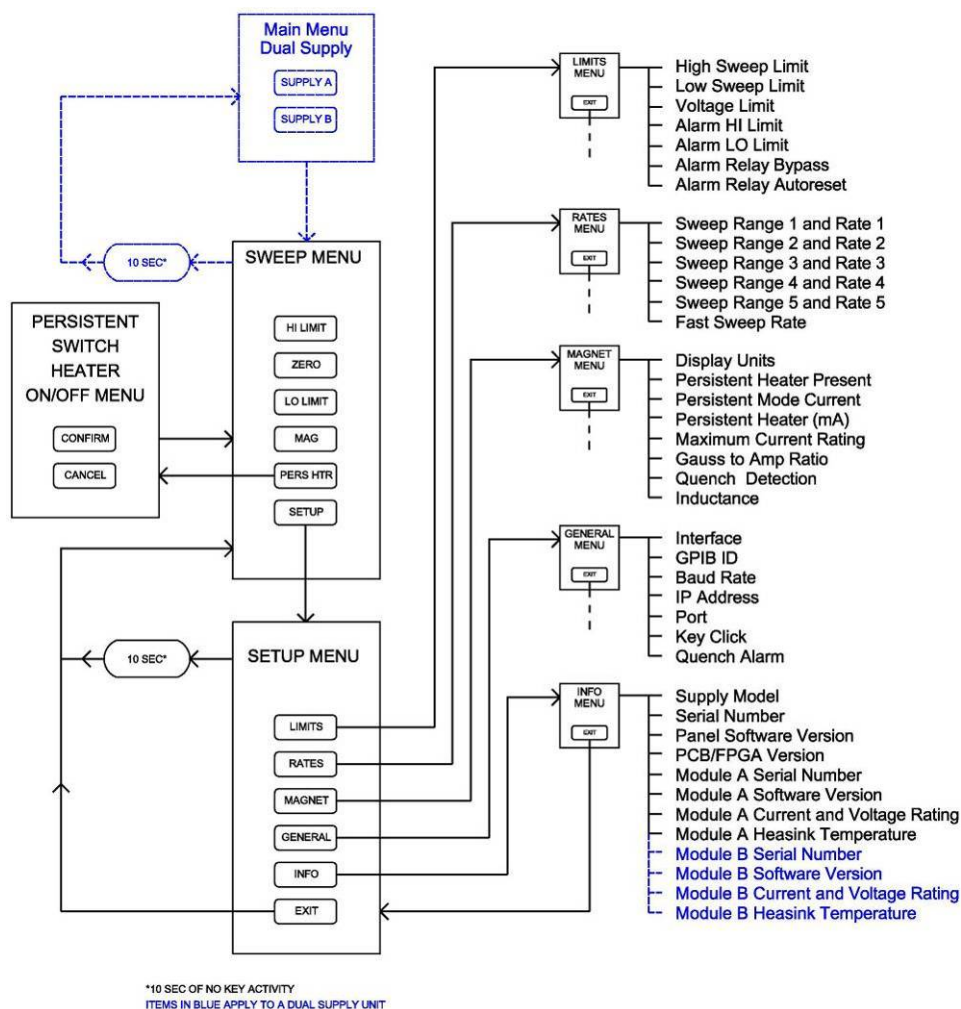 Main Menu
Dual Supply
SUPPLY A
SUPPLY B
10 SEC*
SWEEP MENU
HI LIMIT
ZERO
LO LIMIT
MAG
PERS HTR
SETUP
PERSISTENT
SWITCH
HEATER
ON/OFF MENU
CONFIRM
CANCEL
10 SEC*
SETUP MENU
LIMITS
RATES
MAGNET
GENERAL
INFO
EXIT
LIMITS
MENU
EXIT
High Sweep Limit
Low Sweep Limit
Voltage Limit
Alarm HI Limit
Alarm LO Limit
Alarm Relay Bypass
Alarm Relay Autoreset
RATES
MENU
EXIT
Sweep Range 1 and Rate 1
Sweep Range 2 and Rate 2
Sweep Range 3 and Rate 3
Sweep Range 4 and Rate 4
Sweep Range 5 and Rate 5
Fast Sweep Rate
MAGNET
MENU
EXIT
Display Units
Persistent Heater Present
Persistent Mode Current
Persistent Heater (mA)
Maximum Current Rating
Gauss to Amp Ratio
Quench Detection
Inductance
GENERAL
MENU
EXIT
Interface
GPIB ID
Baud Rate
IP Address
Port
Key Click
Quench Alarm
INFO
MENU
EXIT
Supply Model
Serial Number
Panel Software Version
PCB/FPGA Version
Module A Serial Number
Module A Software Version
Module A Current and Voltage Rating
Module A Heasink Temperature
Module B Serial Number
Module B Software Version
Module B Current and Voltage Rating
Module B Heasink Temperature
*10 SEC OF NO KEY ACTIVITY
ITEMS IN BLUE APPLY TO A DUAL SUPPLY UNIT